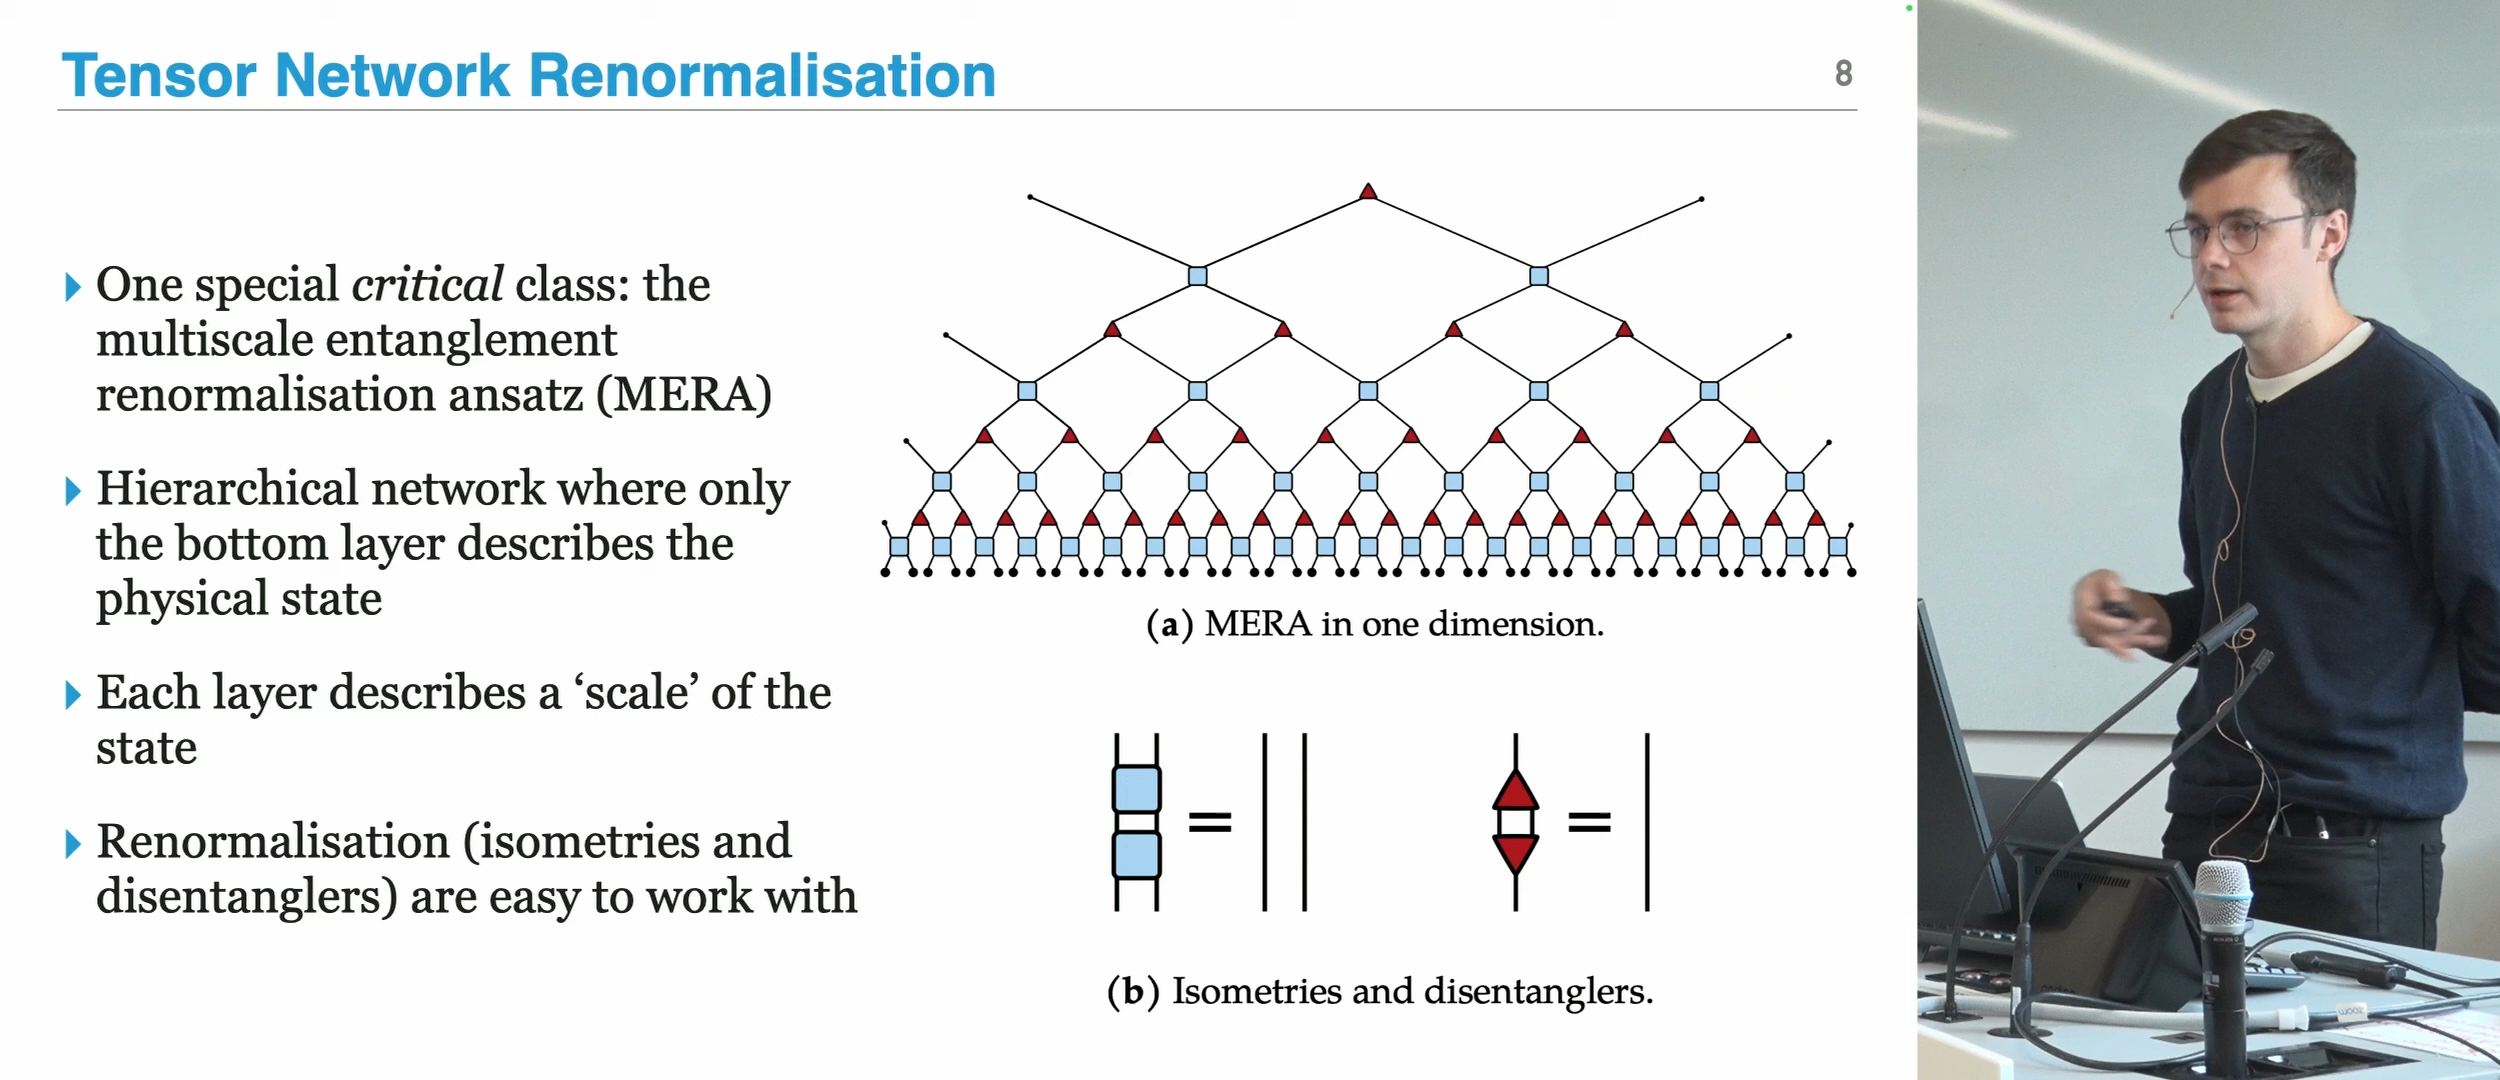 Tensor Network Renormalisation
8
One special critical class: the
multiscale entanglement
renormalisation ansatz (MERA)
Hierarchical network where only
the bottom layer describes the
physical state
Each layer describes a ‘scale’ of the
state
Renormalisation (isometries and
disentanglers) are easy to work with
(a) MERA in one dimension.
=
=
(b) Isometries and disentanglers.
zoom